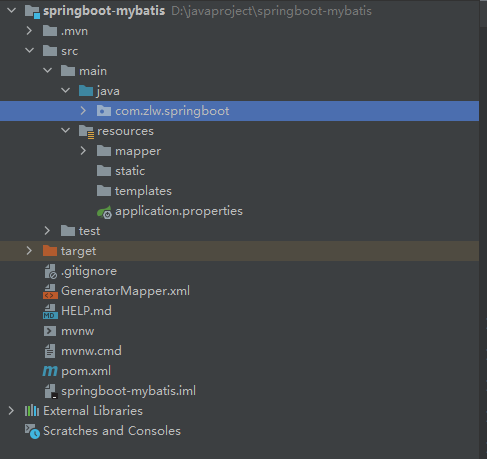 springboot-mybatis D:\javaproject\springboot-mybatis
.mvn
src
main
java
com.zlw.springboot
resources
mapper
static
templates
application.properties
test
target
.gitignore
GeneratorMapper.xml
HELP.md
mvnw
mvnw.cmd
pom.xml
springboot-mybatis.iml
External Libraries
Scratches and Consoles